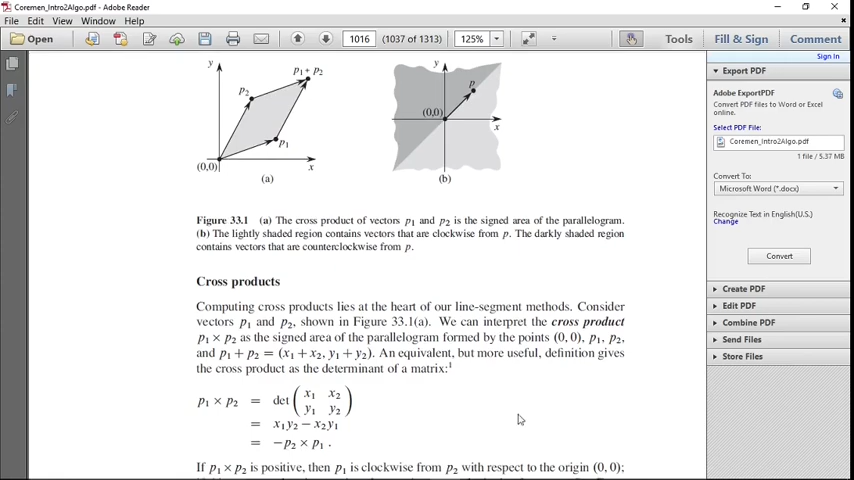 Coremen_Intro2Algo.pdf - Adobe Reader
File Edit View Window Help
Open
1016 (1037 of 1313) 125%
Tools Fill & Sign Comment
Sign In
Export PDF
Adobe ExportPDF
Convert PDF files to Word or Excel
online.
Select PDF File:
Coremen_Intro2Algo.pdf
1 file / 5.37 MB
Convert To:
Microsoft Word (*.docx)
Recognize Text in English(U.S.)
Change
Convert
Create PDF
Edit PDF
Combine PDF
Send Files
Store Files
y
p₁ + p₂
p₂
p₁
(0,0)
x
(a)
y
p
(0,0)
x
(b)
Figure 33.1 (a) The cross product of vectors p₁ and p₂ is the signed area of the parallelogram.
(b) The lightly shaded region contains vectors that are clockwise from p. The darkly shaded region
contains vectors that are counterclockwise from p.
Cross products
Computing cross products lies at the heart of our line-segment methods. Consider
vectors p₁ and p₂, shown in Figure 33.1(a). We can interpret the cross product
p₁ × p₂ as the signed area of the parallelogram formed by the points (0, 0), p₁, p₂,
and p₁ + p₂ = (x₁ + x₂, y₁ + y₂). An equivalent, but more useful, definition gives
the cross product as the determinant of a matrix:¹
p₁ × p₂ = det ( x₁ x₂
y₁ y₂ )
= x₁y₂ − x₂y₁
= −p₂ × p₁ .
If p₁ × p₂ is positive, then p₁ is clockwise from p₂ with respect to the origin (0, 0);